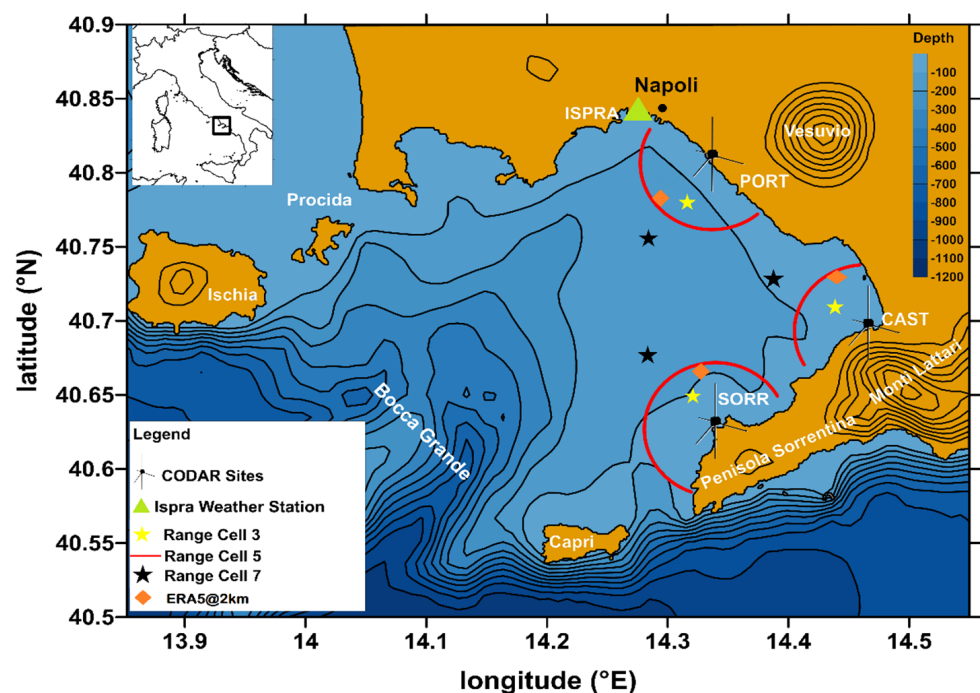 40.9
40.85
40.8
40.75
40.7
40.65
40.6
40.55
40.5
latitude (°N)
13.9
14
14.1
14.2
14.3
14.4
14.5
longitude (°E)
Napoli
ISPRA
PORT
Vesuvio
Procida
Ischia
CAST
Monti Lattari
SORR
Penisola Sorrentina
Bocca Grande
Capri
Depth
-100
-200
-300
-400
-500
-600
-700
-800
-900
-1000
-1100
-1200
Legend
CODAR Sites
Ispra Weather Station
Range Cell 3
Range Cell 5
Range Cell 7
ERA5@2km